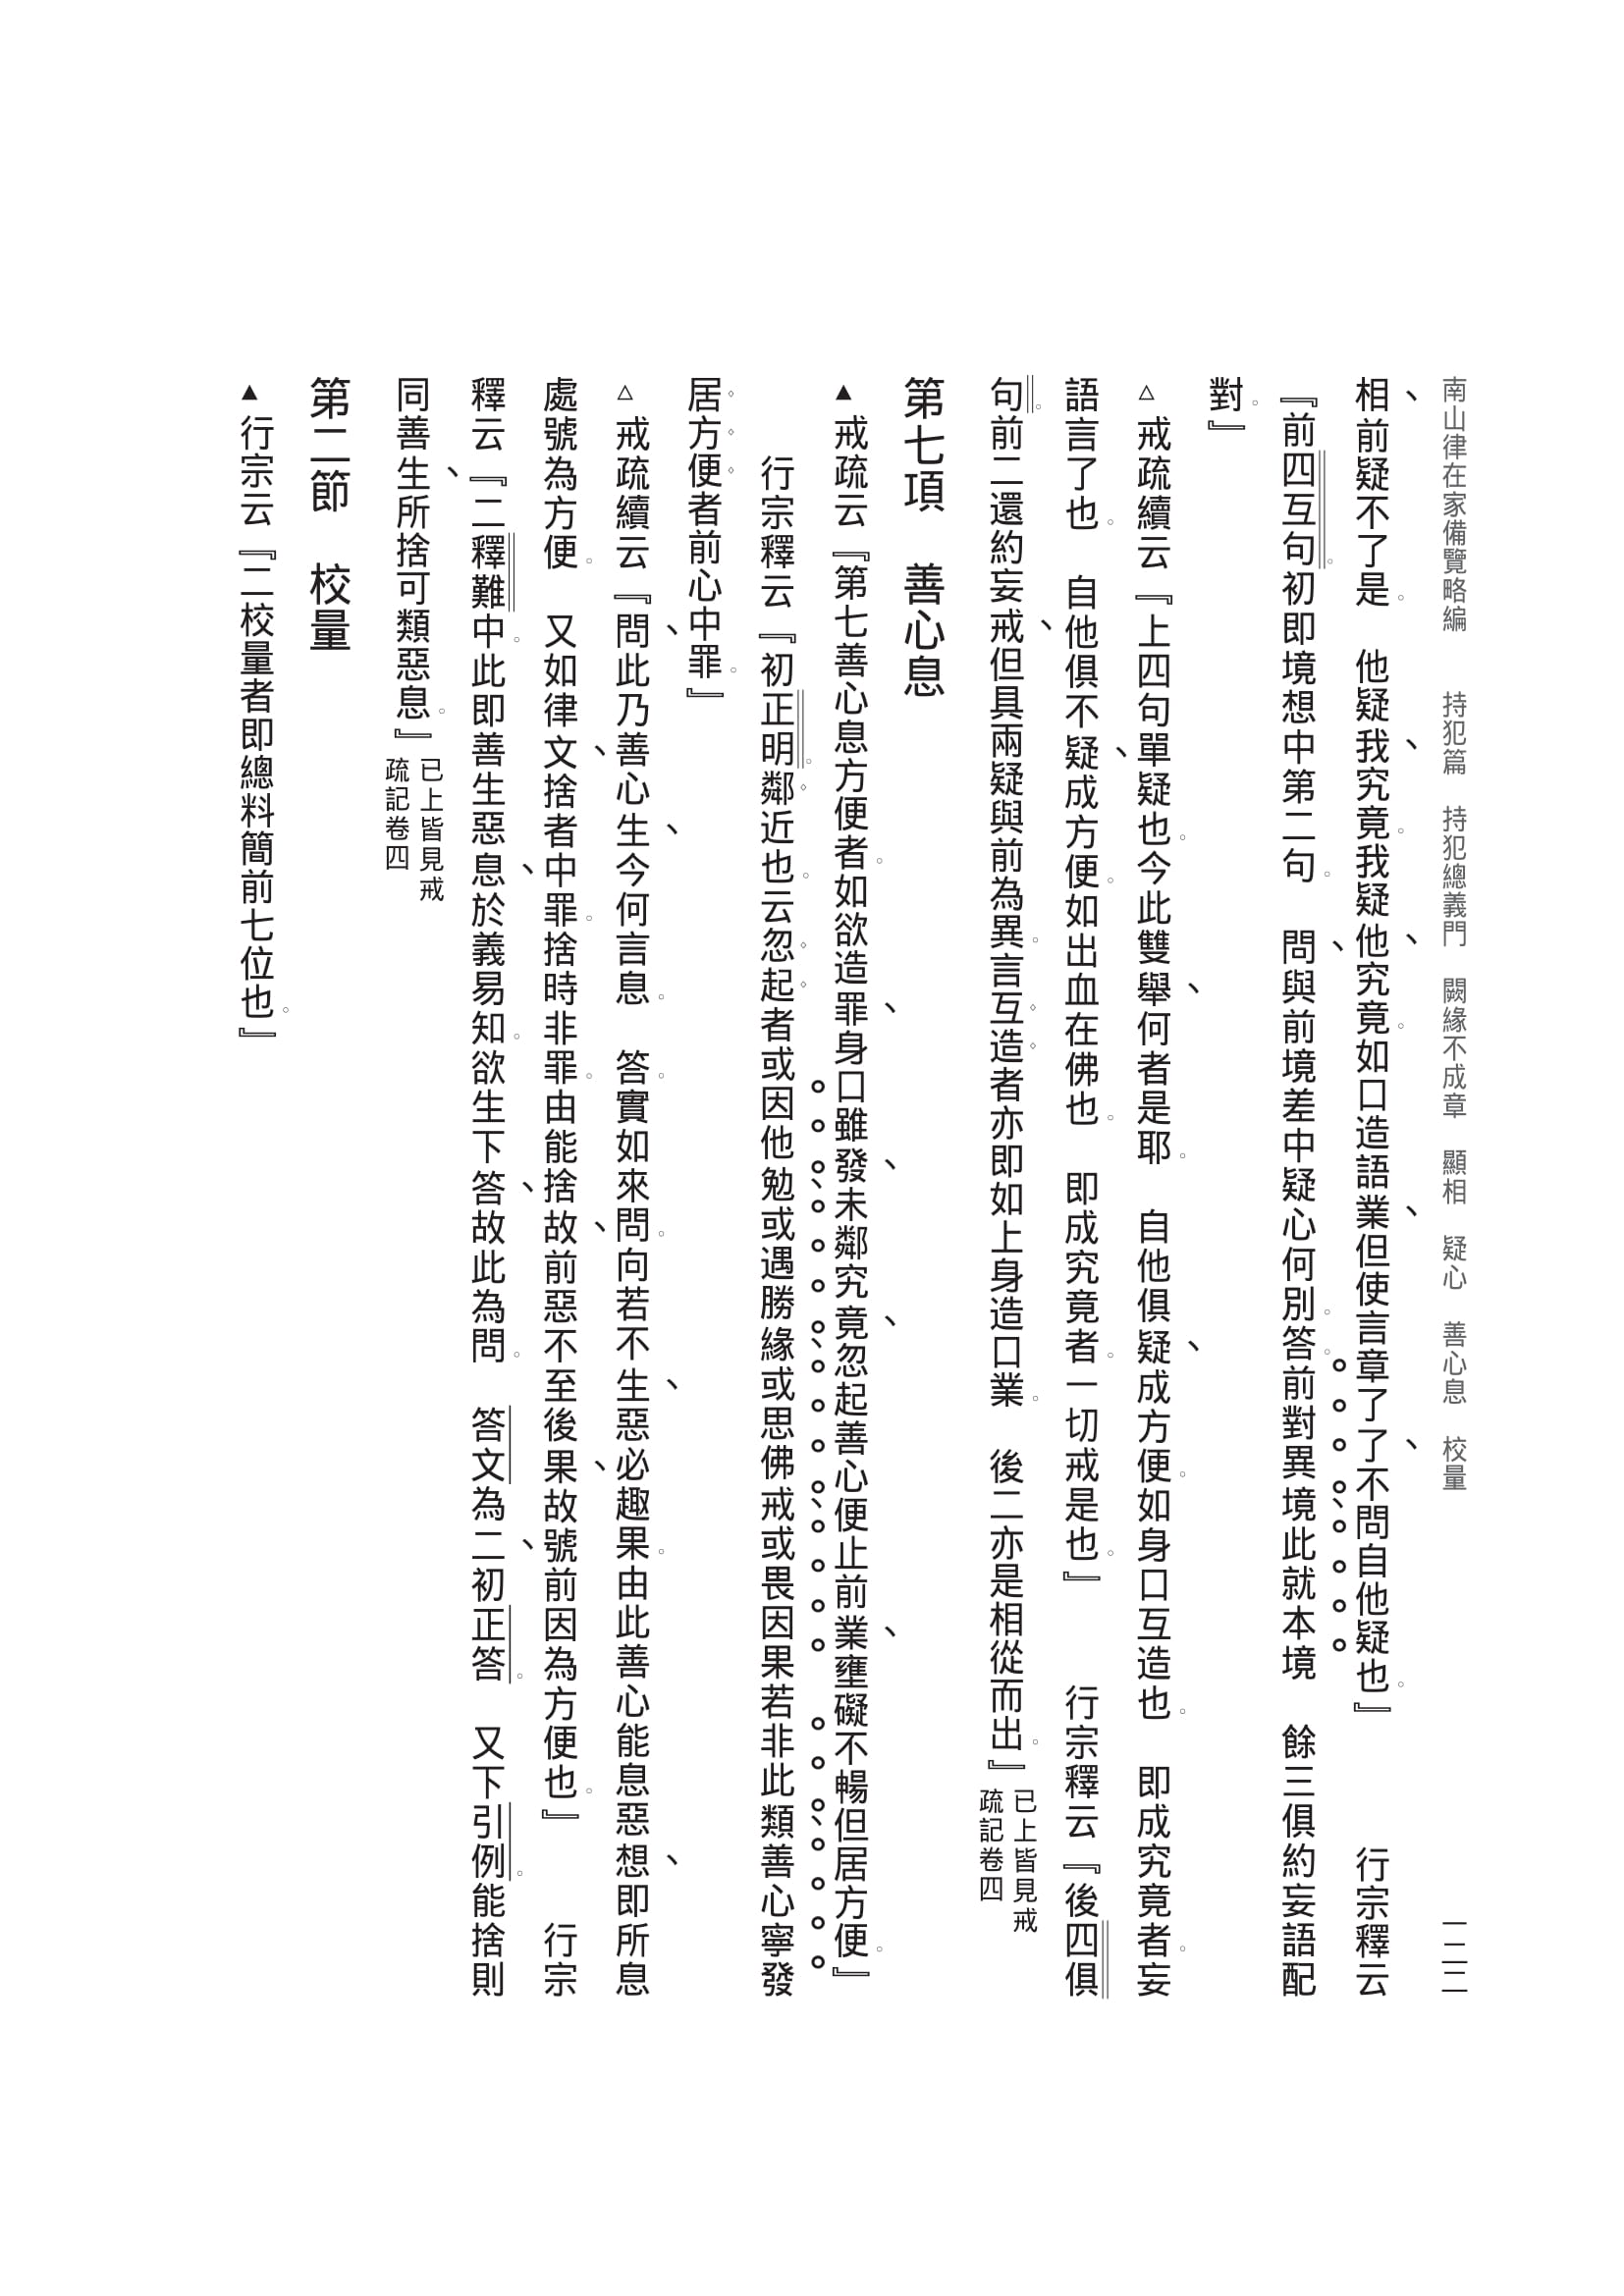 南山律在家備覽略編　持犯篇　持犯總義門　闕緣不成章　顯相　疑心　善心息　校量　一二二
相、前疑不了是。　他疑我、究竟。我疑他、究竟。如口造語業、但使言章了了、不問自他疑也。』　　　行宗釋云
『前四互句。初即境想中第二句。　問、與前境差中疑心何別。答。前對異境此就本境　餘三俱約妄語配
對。』
△戒疏續云『上四句單疑也。今此雙舉、何者是耶。　自他俱疑、成方便。如身口互造也。　即成究竟者。妄
語言了也。　自他俱不疑、成方便。如出血在佛也。　即成究竟者。一切戒是也。』　　行宗釋云『後四俱
句。前二還約妄戒、但具兩疑與前為異。言互造者亦即如上身造口業。　後二亦是相從而出。』已上皆見戒
疏記卷四
第七項　善心息
▲戒疏云『第七善心息方便者。如欲造罪、身口雖發、未鄰究竟、忽起善心便止前業、壅礙不暢但居方便。』
行宗釋云『初正明。鄰近也。云忽起者或因他勉或遇勝緣或思佛戒或畏因果若非此類善心寧發
居方便者前心中罪。』
△戒疏續云『問、此乃善心生、今何言息。　答。實如來問。向若不生、惡必趣果。由此善心能息惡想、即所息
處號為方便。　又如律文、捨者中罪。捨時非罪。由能捨故、前惡不至後果、故號前因為方便也。』　　行宗
釋云『二釋難中。此即善生惡息、於義易知。欲生下答、故此為問。　答文為二、初正答。　又下引例。能捨則
同善生、所捨可類惡息。』已上皆見戒
疏記卷四
第二節　校量
▲行宗云『二校量者即總料簡前七位也。』